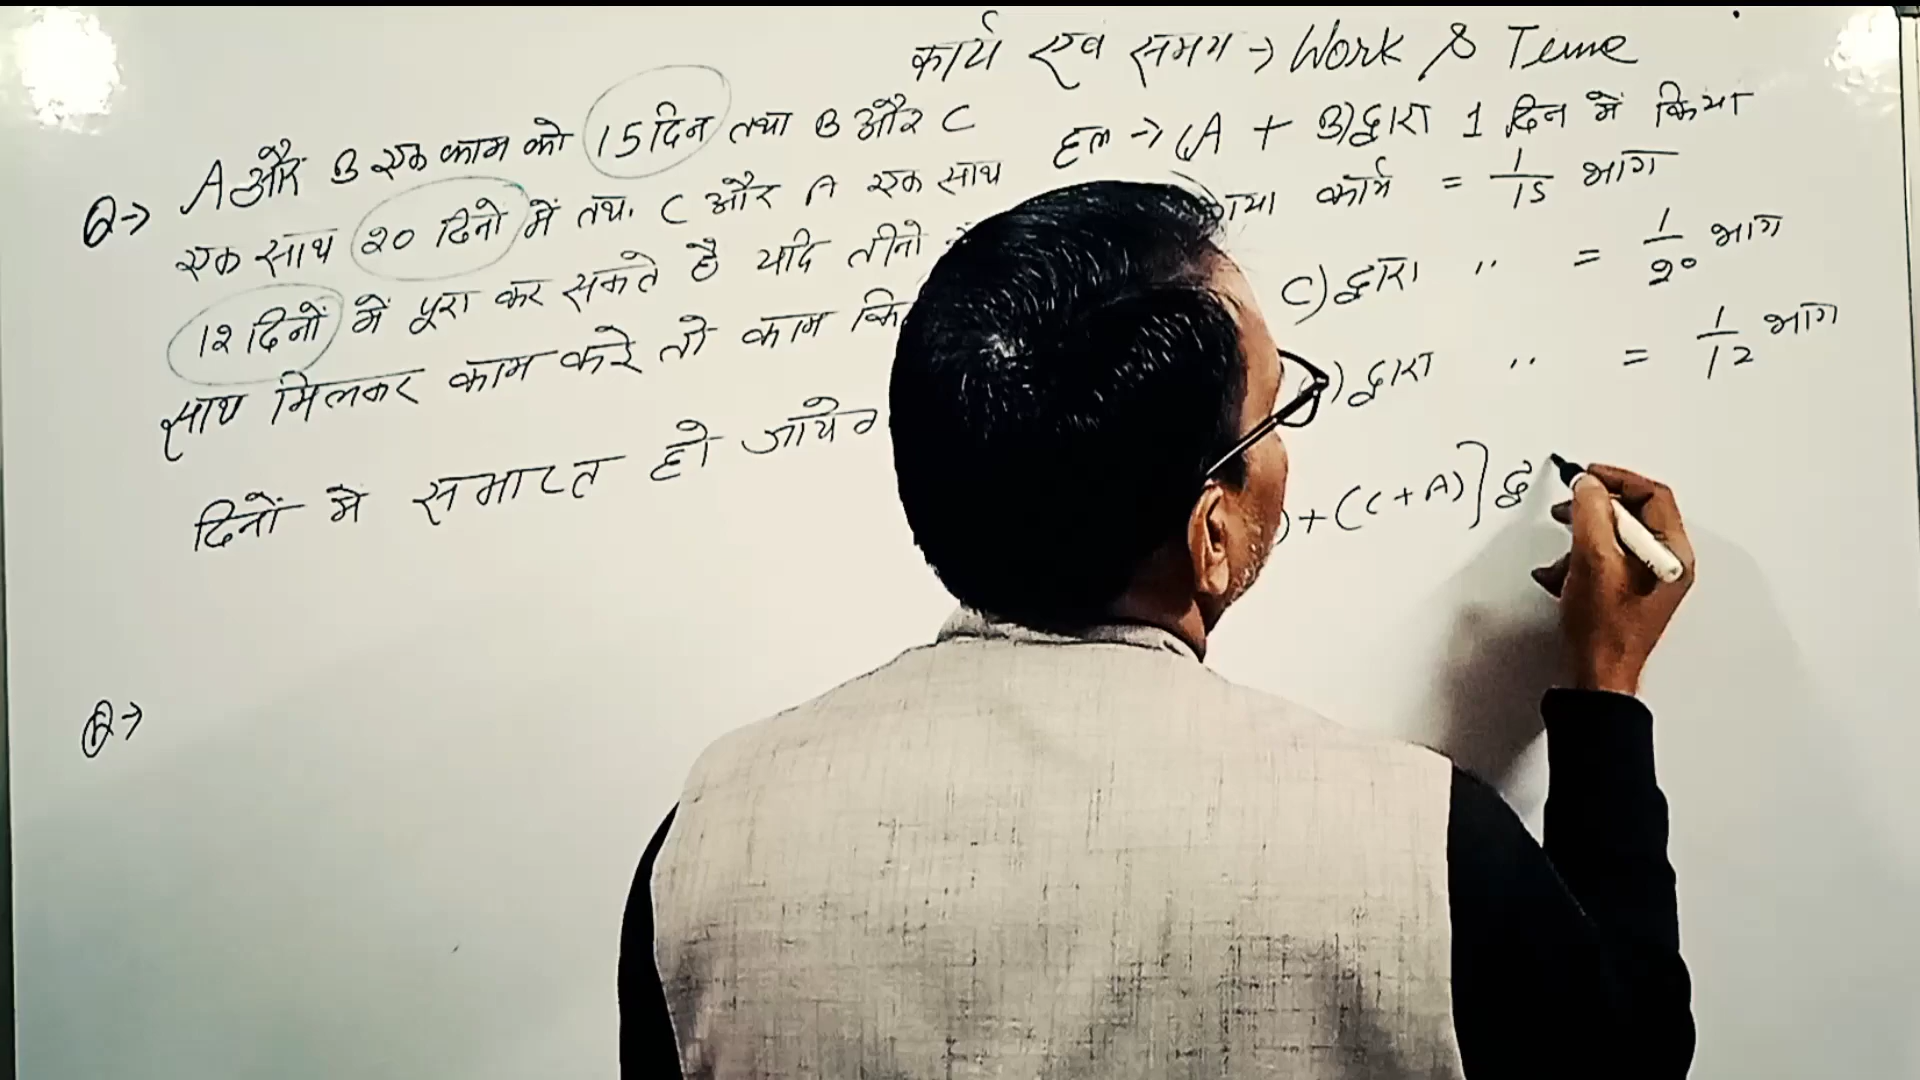 कार्य एवं समय → Work & Time
Q→ A और B एक काम को 15 दिन तथा B और C
एक साथ 20 दिनों में तथा C और A एक साथ
12 दिनों में पूरा कर सकते है यदि तीनो
साथ मिलकर काम करे तो काम
दिनों मे समाप्त हो
हल → (A + B) द्वारा 1 दिन में किया
कार्य = 1/15 भाग
C) द्वारा " = 1/20 भाग
) द्वारा " = 1/12 भाग
) + (C + A)]
Q→